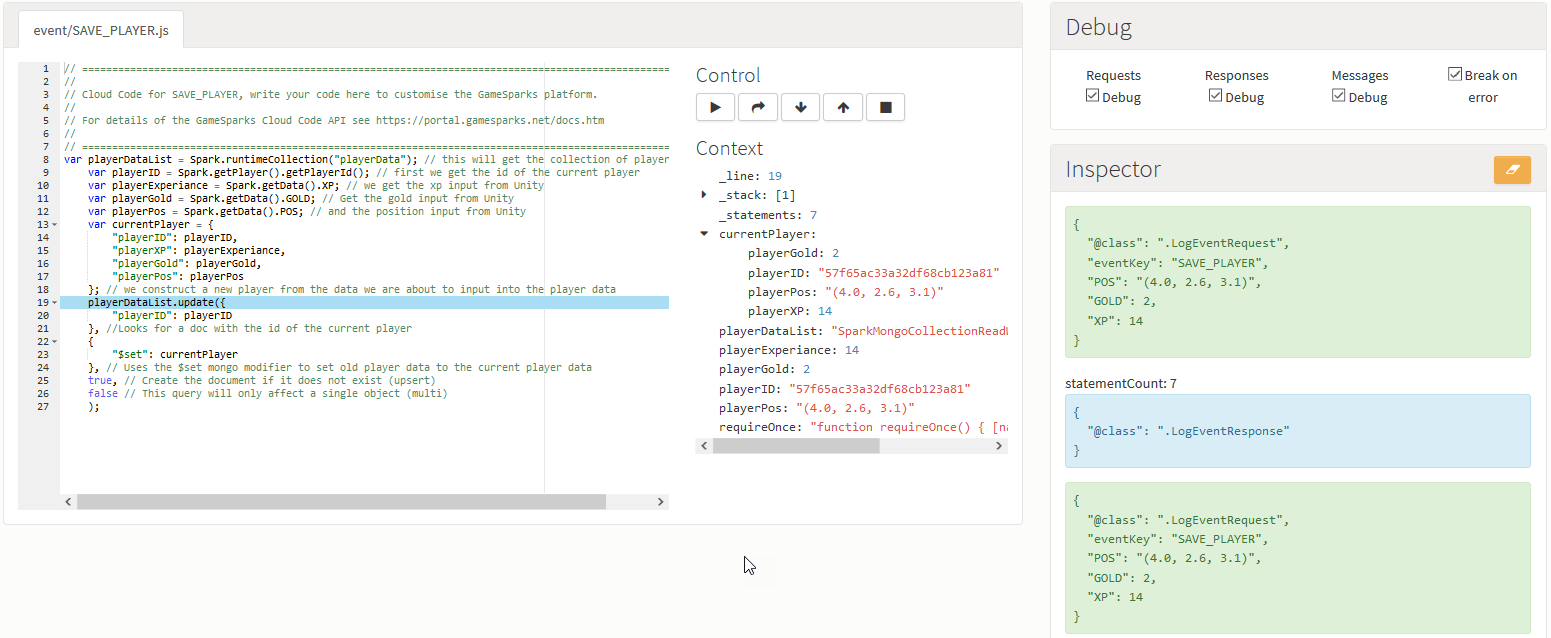 event/SAVE_PLAYER.js
1 // ==================================================================================================
2 //
3 // Cloud Code for SAVE_PLAYER, write your code here to customise the GameSparks platform.
4 //
5 // For details of the GameSparks Cloud Code API see https://portal.gamesparks.net/docs.htm
6 //
7 // ==================================================================================================
8 var playerDataList = Spark.runtimeCollection("playerData"); // this will get the collection of player
9 var playerID = Spark.getPlayer().getPlayerId(); // first we get the id of the current player
10 var playerExperiance = Spark.getData().XP; // we get the xp input from Unity
11 var playerGold = Spark.getData().GOLD; // Get the gold input from Unity
12 var playerPos = Spark.getData().POS; // and the position input from Unity
13 var currentPlayer = {
14 "playerID": playerID,
15 "playerXP": playerExperiance,
16 "playerGold": playerGold,
17 "playerPos": playerPos
18 }; // we construct a new player from the data we are about to input into the player data
19 playerDataList.update({
20 "playerID": playerID
21 }, //Looks for a doc with the id of the current player
22 {
23 "$set": currentPlayer
24 }, // Uses the $set mongo modifier to set old player data to the current player data
25 true, // Create the document if it does not exist (upsert)
26 false // This query will only affect a single object (multi)
27 );
Control
Context
_line: 19
_stack: [1]
_statements: 7
currentPlayer:
playerGold: 2
playerID: "57f65ac33a32df68cb123a81"
playerPos: "(4.0, 2.6, 3.1)"
playerXP: 14
playerDataList: "SparkMongoCollectionReadW
playerExperiance: 14
playerGold: 2
playerID: "57f65ac33a32df68cb123a81"
playerPos: "(4.0, 2.6, 3.1)"
requireOnce: "function requireOnce() { [na
Debug
Requests
Debug
Responses
Debug
Messages
Debug
Break on
error
Inspector
{
"@class": ".LogEventRequest",
"eventKey": "SAVE_PLAYER",
"POS": "(4.0, 2.6, 3.1)",
"GOLD": 2,
"XP": 14
}
statementCount: 7
{
"@class": ".LogEventResponse"
}
{
"@class": ".LogEventRequest",
"eventKey": "SAVE_PLAYER",
"POS": "(4.0, 2.6, 3.1)",
"GOLD": 2,
"XP": 14
}